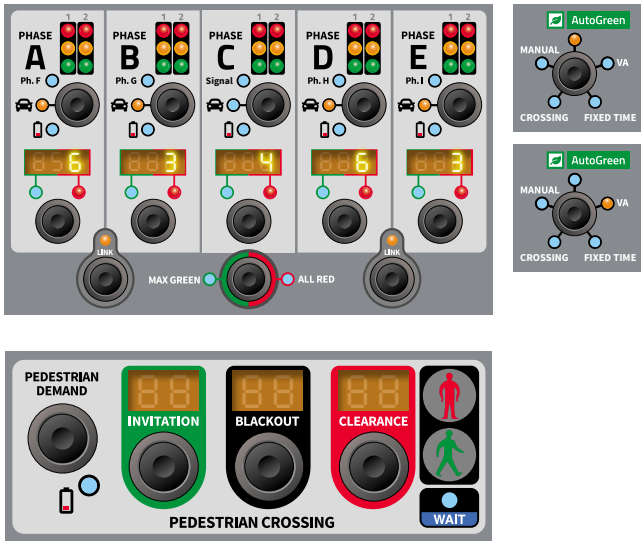 1 2 1 2 1 2 1 2 1 2
PHASE PHASE PHASE PHASE PHASE
A B C D E
Ph. F Ph. G Signal Ph. H Ph. I
6 3 4 6 3
LINK LINK
MAX GREEN ALL RED
AutoGreen
MANUAL VA
CROSSING FIXED TIME
AutoGreen
MANUAL VA
CROSSING FIXED TIME
PEDESTRIAN
DEMAND
INVITATION BLACKOUT CLEARANCE
WAIT
PEDESTRIAN CROSSING